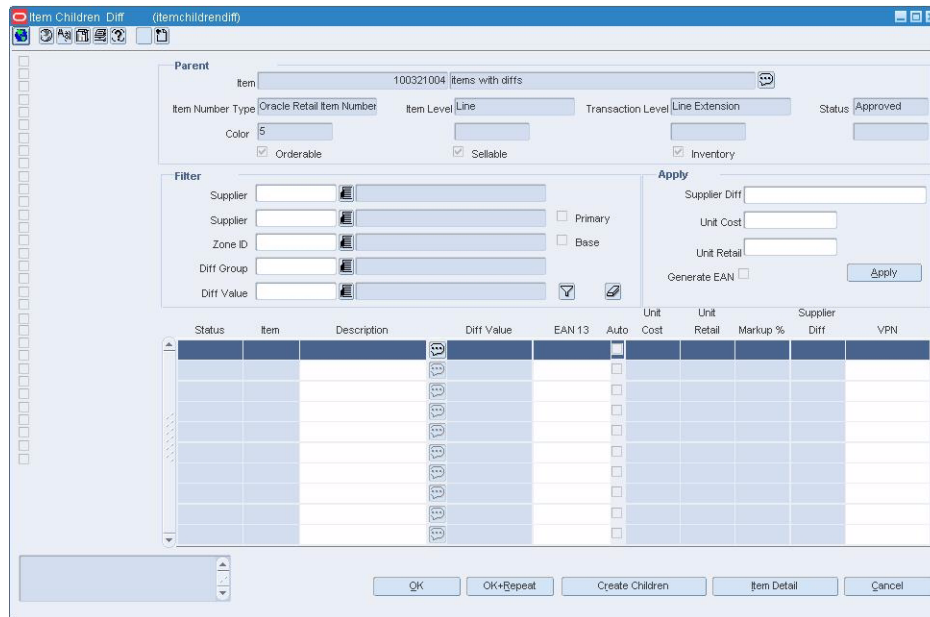 Item Children Diff (itemchildrendiff)
Parent
Item 100321004 items with diffs
Item Number Type Oracle Retail Item Number Item Level Line Transaction Level Line Extension Status Approved
Color 5
Orderable Sellable Inventory
Filter Apply
Supplier Supplier Diff
Supplier Primary Unit Cost
Zone ID Base Unit Retail
Diff Group Generate EAN Apply
Diff Value
Unit Unit Supplier
Status Item Description Diff Value EAN 13 Auto Cost Retail Markup % Diff VPN
OK OK+Repeat Create Children Item Detail Cancel